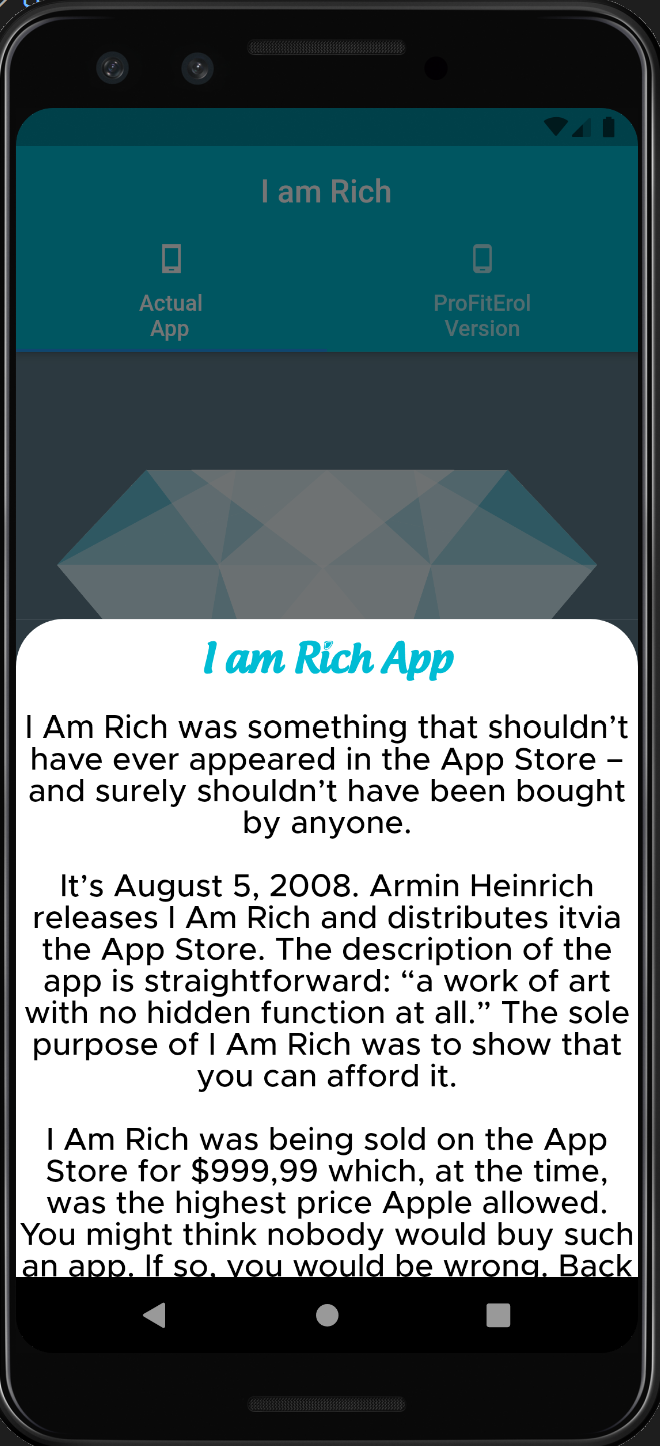 I am Rich
Actual
App
ProFitErol
Version
I am Rich App
I Am Rich was something that shouldn’t
have ever appeared in the App Store –
and surely shouldn’t have been bought
by anyone.
It’s August 5, 2008. Armin Heinrich
releases I Am Rich and distributes itvia
the App Store. The description of the
app is straightforward: “a work of art
with no hidden function at all.” The sole
purpose of I Am Rich was to show that
you can afford it.
I Am Rich was being sold on the App
Store for $999,99 which, at the time,
was the highest price Apple allowed.
You might think nobody would buy such
an app. If so, you would be wrong. Back